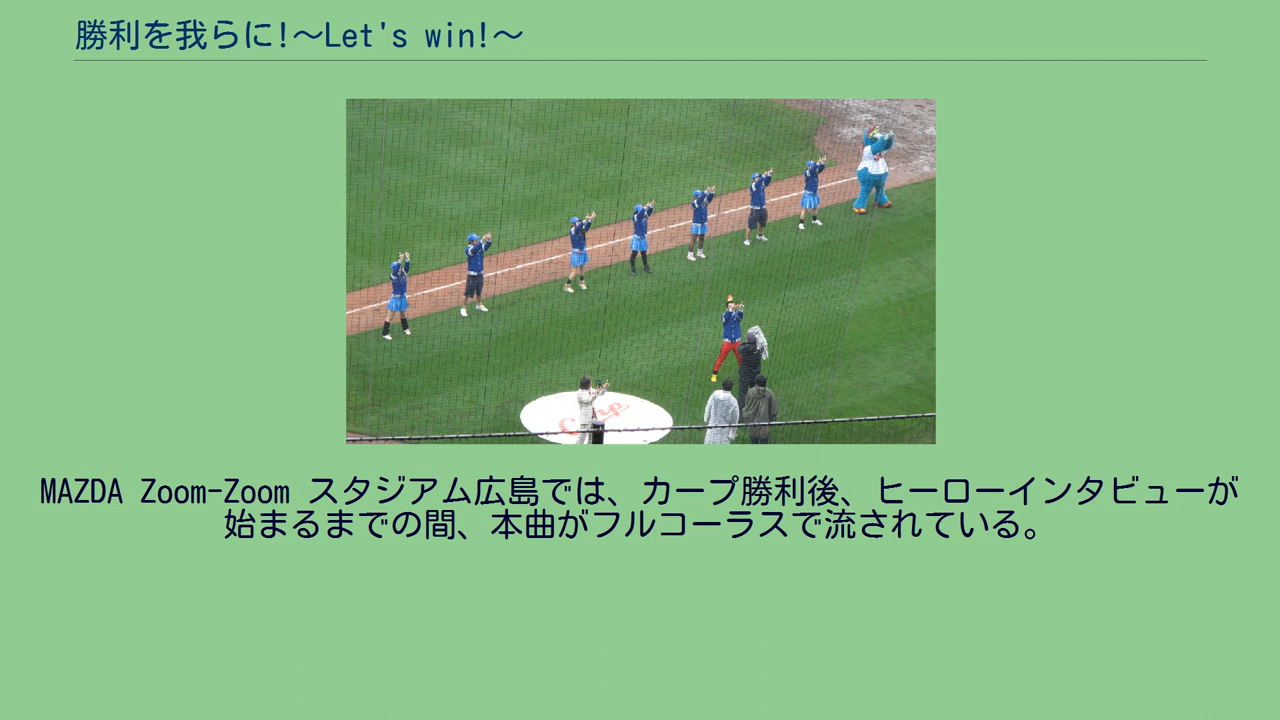 勝利を我らに!～Let's win!～
Carp
MAZDA Zoom-Zoom スタジアム広島では、カープ勝利後、ヒーローインタビューが
始まるまでの間、本曲がフルコーラスで流されている。